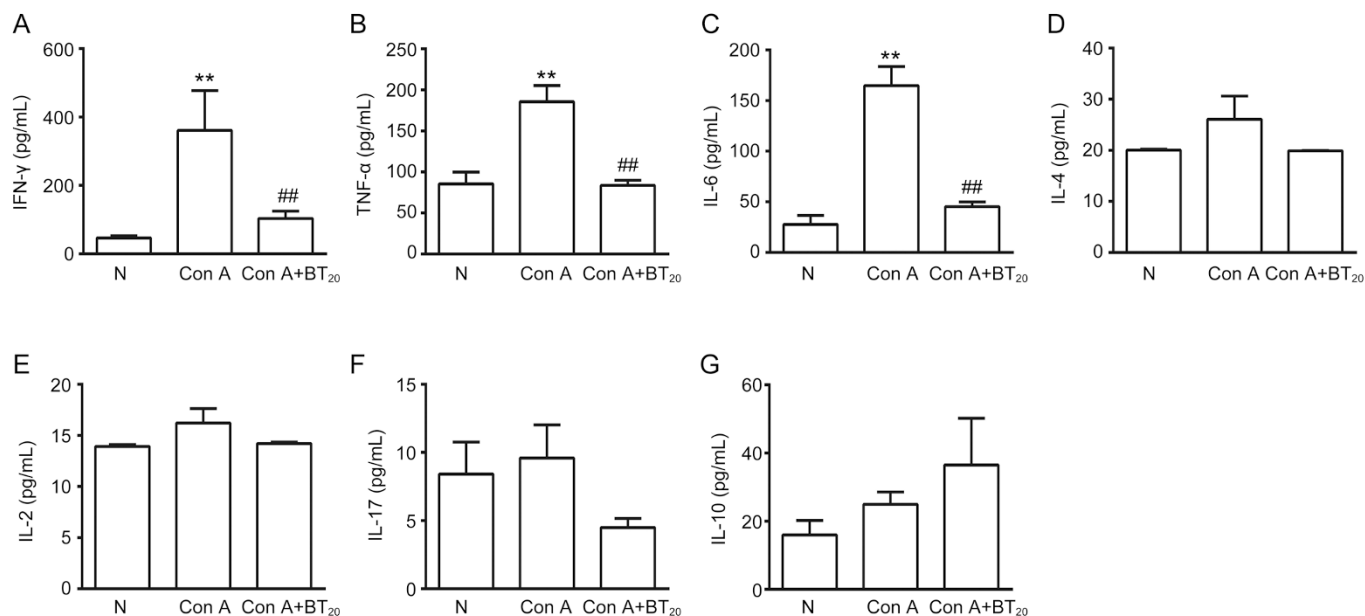 A
IFN-γ (pg/mL)
600
400
200
0
**
##
N Con A Con A+BT₂₀
B
TNF-α (pg/mL)
250
200
150
100
50
0
**
##
N Con A Con A+BT₂₀
C
IL-6 (pg/mL)
200
150
100
50
0
**
##
N Con A Con A+BT₂₀
D
IL-4 (pg/mL)
40
30
20
10
0
N Con A Con A+BT₂₀
E
IL-2 (pg/mL)
20
15
10
5
0
N Con A Con A+BT₂₀
F
IL-17 (pg/mL)
15
10
5
0
N Con A Con A+BT₂₀
G
IL-10 (pg/mL)
60
40
20
0
N Con A Con A+BT₂₀